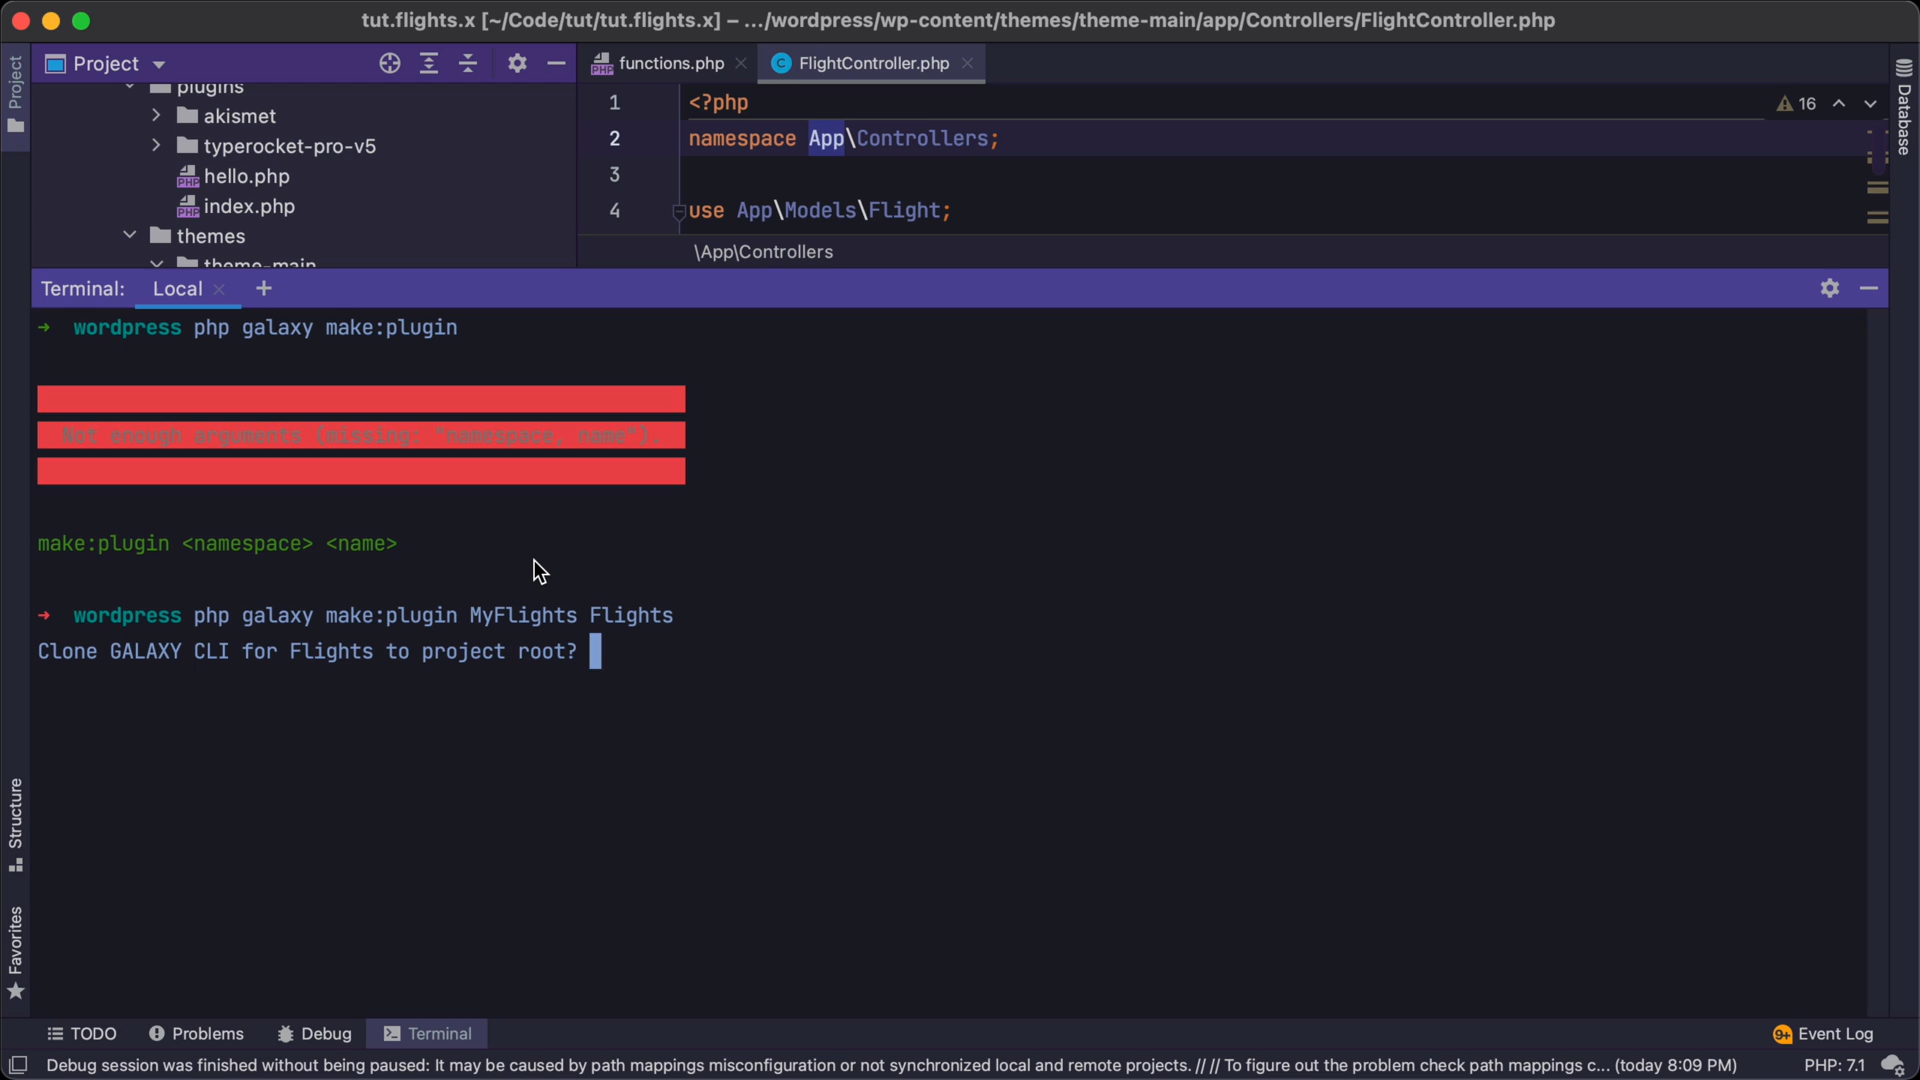 tut.flights.x [~/Code/tut/tut.flights.x] – .../wordpress/wp-content/themes/theme-main/app/Controllers/FlightController.php
Project
Project
functions.php
FlightController.php
Database
plugins
akismet
typerocket-pro-v5
hello.php
index.php
themes
theme-main
1 <?php
2 namespace App\Controllers;
3
4 use App\Models\Flight;
16
\App\Controllers
Terminal: Local +
→ wordpress php galaxy make:plugin
Not enough arguments (missing: "namespace, name").
make:plugin <namespace> <name>
→ wordpress php galaxy make:plugin MyFlights Flights
Clone GALAXY CLI for Flights to project root?
Structure
Favorites
TODO Problems Debug Terminal
9+ Event Log
Debug session was finished without being paused: It may be caused by path mappings misconfiguration or not synchronized local and remote projects. // // To figure out the problem check path mappings c... (today 8:09 PM)
PHP: 7.1